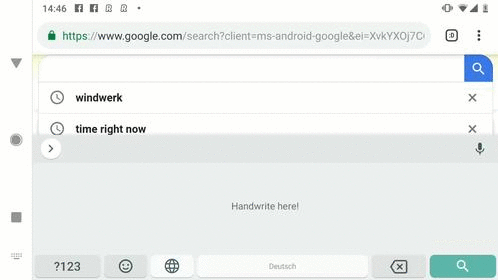 14:46
https://www.google.com/search?client=ms-android-google&ei=XvkYXOj7C
:D
windwerk
time right now
Handwrite here!
?123
Deutsch